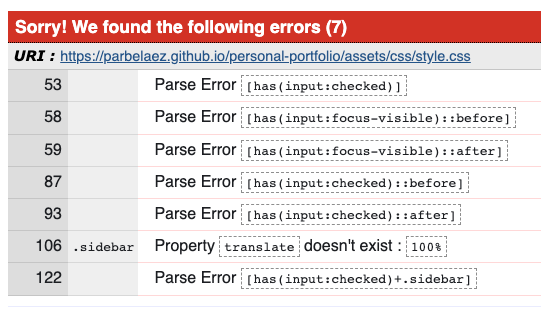 Sorry! We found the following errors (7)
URI : https://parbelaez.github.io/personal-portfolio/assets/css/style.css
53 Parse Error [has(input:checked)]
58 Parse Error [has(input:focus-visible)::before]
59 Parse Error [has(input:focus-visible)::after]
87 Parse Error [has(input:checked)::before]
93 Parse Error [has(input:checked)::after]
106 .sidebar Property translate doesn't exist : 100%
122 Parse Error [has(input:checked)+.sidebar]